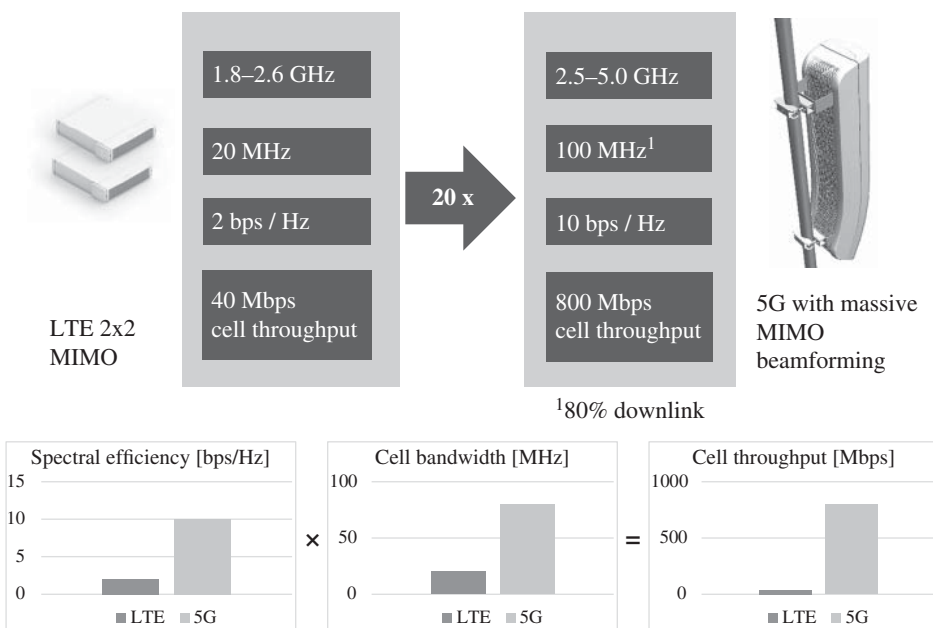 1.8–2.6 GHz
20 MHz
2 bps / Hz
40 Mbps
cell throughput
LTE 2x2
MIMO
20 x
2.5–5.0 GHz
100 MHz¹
10 bps / Hz
800 Mbps
cell throughput
5G with massive
MIMO
beamforming
¹80% downlink
Spectral efficiency [bps/Hz]
15
10
5
0
LTE 5G
×
Cell bandwidth [MHz]
100
50
0
LTE 5G
=
Cell throughput [Mbps]
1000
500
0
LTE 5G